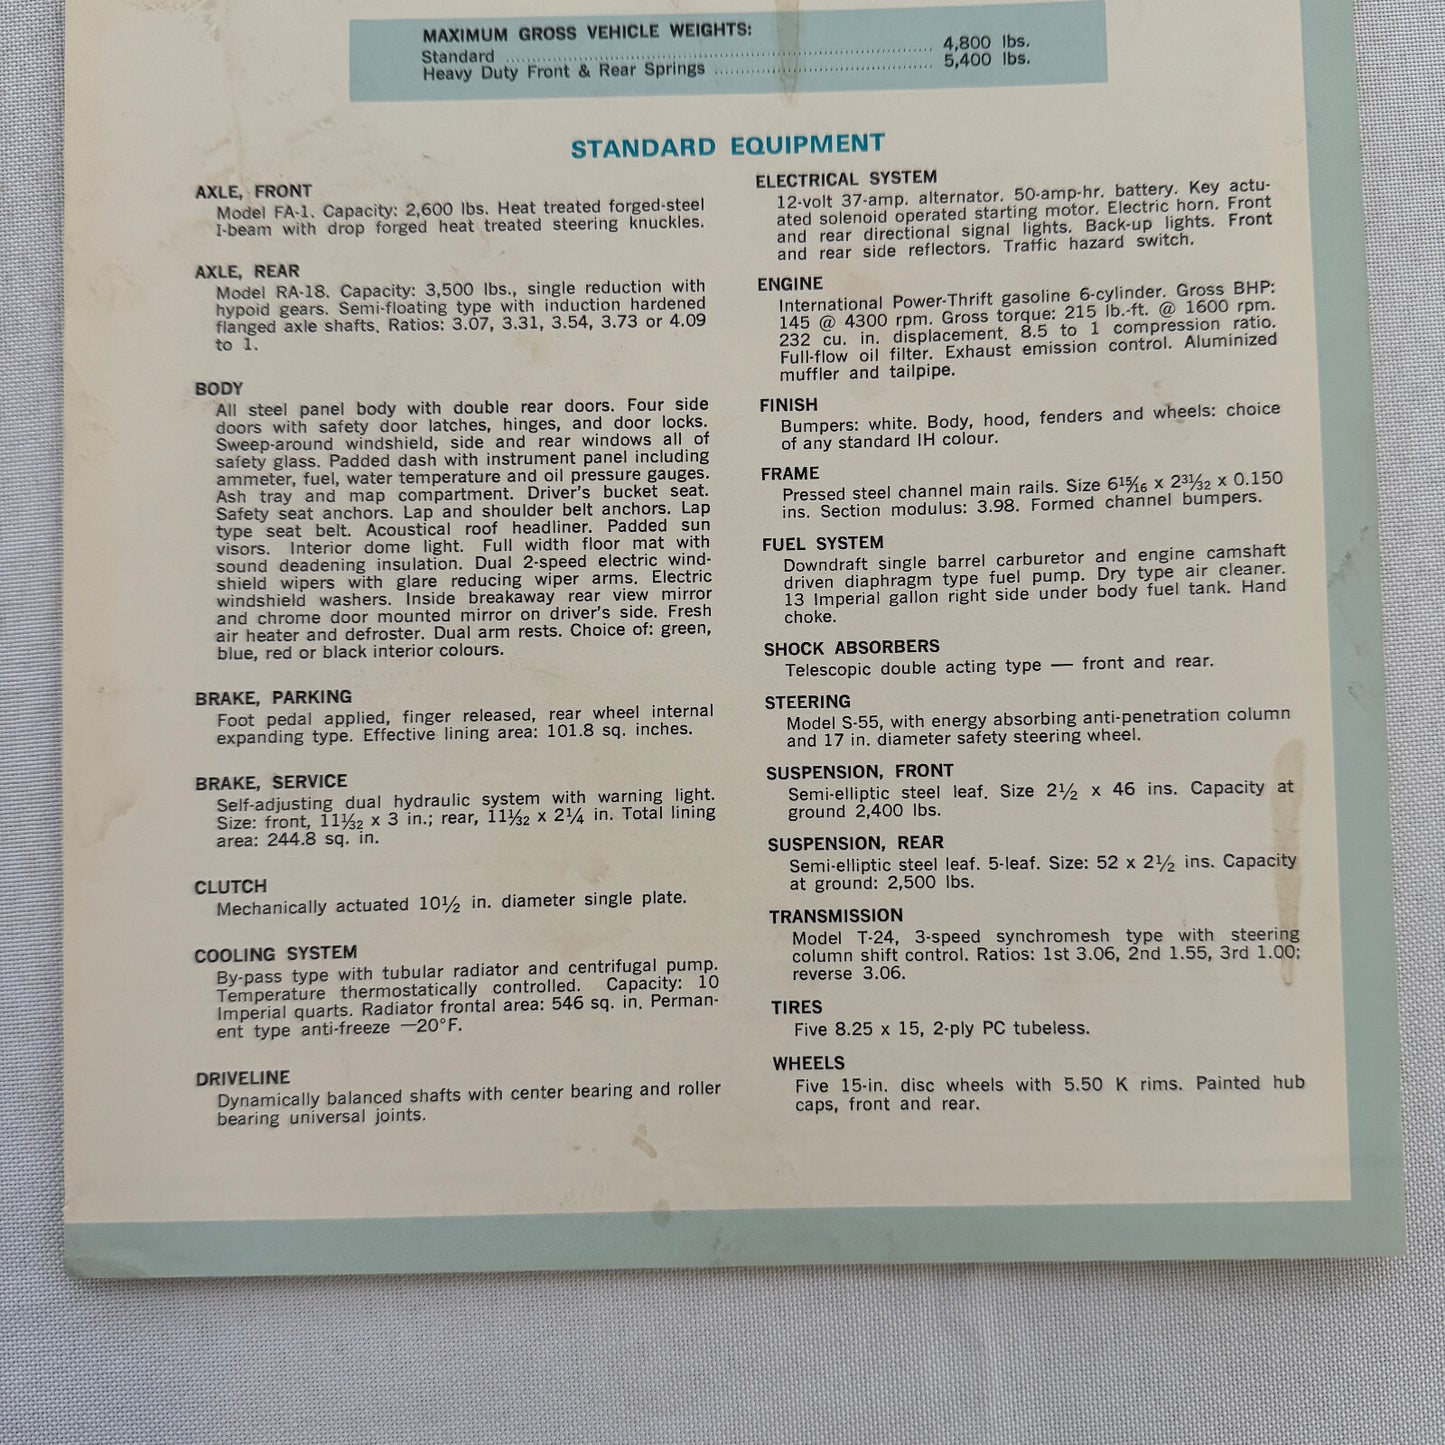 MAXIMUM GROSS VEHICLE WEIGHTS:
Standard ........................................ 4,800 lbs.
Heavy Duty Front & Rear Springs ........................................ 5,400 lbs.
STANDARD EQUIPMENT
AXLE, FRONT
Model FA-1. Capacity: 2,600 lbs. Heat treated forged-steel
I-beam with drop forged heat treated steering knuckles.
AXLE, REAR
Model RA-18. Capacity: 3,500 lbs., single reduction with
hypoid gears. Semi-floating type with induction hardened
flanged axle shafts. Ratios: 3.07, 3.31, 3.54, 3.73 or 4.09
to 1.
BODY
All steel panel body with double rear doors. Four side
doors with safety door latches, hinges, and door locks.
Sweep-around windshield, side and rear windows all of
safety glass. Padded dash with instrument panel including
ammeter, fuel, water temperature and oil pressure gauges.
Ash tray and map compartment. Driver's bucket seat.
Safety seat anchors. Lap and shoulder belt anchors. Lap
type seat belt. Acoustical roof headliner. Padded sun
visors. Interior dome light. Full width floor mat with
sound deadening insulation. Dual 2-speed electric wind-
shield wipers with glare reducing wiper arms. Electric
windshield washers. Inside breakaway rear view mirror
and chrome door mounted mirror on driver's side. Fresh
air heater and defroster. Dual arm rests. Choice of: green,
blue, red or black interior colours.
BRAKE, PARKING
Foot pedal applied, finger released, rear wheel internal
expanding type. Effective lining area: 101.8 sq. inches.
BRAKE, SERVICE
Self-adjusting dual hydraulic system with warning light.
Size: front, 11 1/32 x 3 in.; rear, 11 1/32 x 2 1/4 in. Total lining
area: 244.8 sq. in.
CLUTCH
Mechanically actuated 10 1/2 in. diameter single plate.
COOLING SYSTEM
By-pass type with tubular radiator and centrifugal pump.
Temperature thermostatically controlled. Capacity: 10
Imperial quarts. Radiator frontal area: 546 sq. in. Perman-
ent type anti-freeze —20°F.
DRIVELINE
Dynamically balanced shafts with center bearing and roller
bearing universal joints.
ELECTRICAL SYSTEM
12-volt 37-amp. alternator. 50-amp-hr. battery. Key actu-
ated solenoid operated starting motor. Electric horn. Front
and rear directional signal lights. Back-up lights. Front
and rear side reflectors. Traffic hazard switch.
ENGINE
International Power-Thrift gasoline 6-cylinder. Gross BHP:
145 @ 4300 rpm. Gross torque: 215 lb.-ft. @ 1600 rpm.
232 cu. in. displacement. 8.5 to 1 compression ratio.
Full-flow oil filter. Exhaust emission control. Aluminized
muffler and tailpipe.
FINISH
Bumpers: white. Body, hood, fenders and wheels: choice
of any standard IH colour.
FRAME
Pressed steel channel main rails. Size 6 15/16 x 2 31/32 x 0.150
ins. Section modulus: 3.98. Formed channel bumpers.
FUEL SYSTEM
Downdraft single barrel carburetor and engine camshaft
driven diaphragm type fuel pump. Dry type air cleaner.
13 Imperial gallon right side under body fuel tank. Hand
choke.
SHOCK ABSORBERS
Telescopic double acting type — front and rear.
STEERING
Model S-55, with energy absorbing anti-penetration column
and 17 in. diameter safety steering wheel.
SUSPENSION, FRONT
Semi-elliptic steel leaf. Size 2 1/2 x 46 ins. Capacity at
ground 2,400 lbs.
SUSPENSION, REAR
Semi-elliptic steel leaf. 5-leaf. Size: 52 x 2 1/2 ins. Capacity
at ground: 2,500 lbs.
TRANSMISSION
Model T-24, 3-speed synchromesh type with steering
column shift control. Ratios: 1st 3.06, 2nd 1.55, 3rd 1.00;
reverse 3.06.
TIRES
Five 8.25 x 15, 2-ply PC tubeless.
WHEELS
Five 15-in. disc wheels with 5.50 K rims. Painted hub
caps, front and rear.